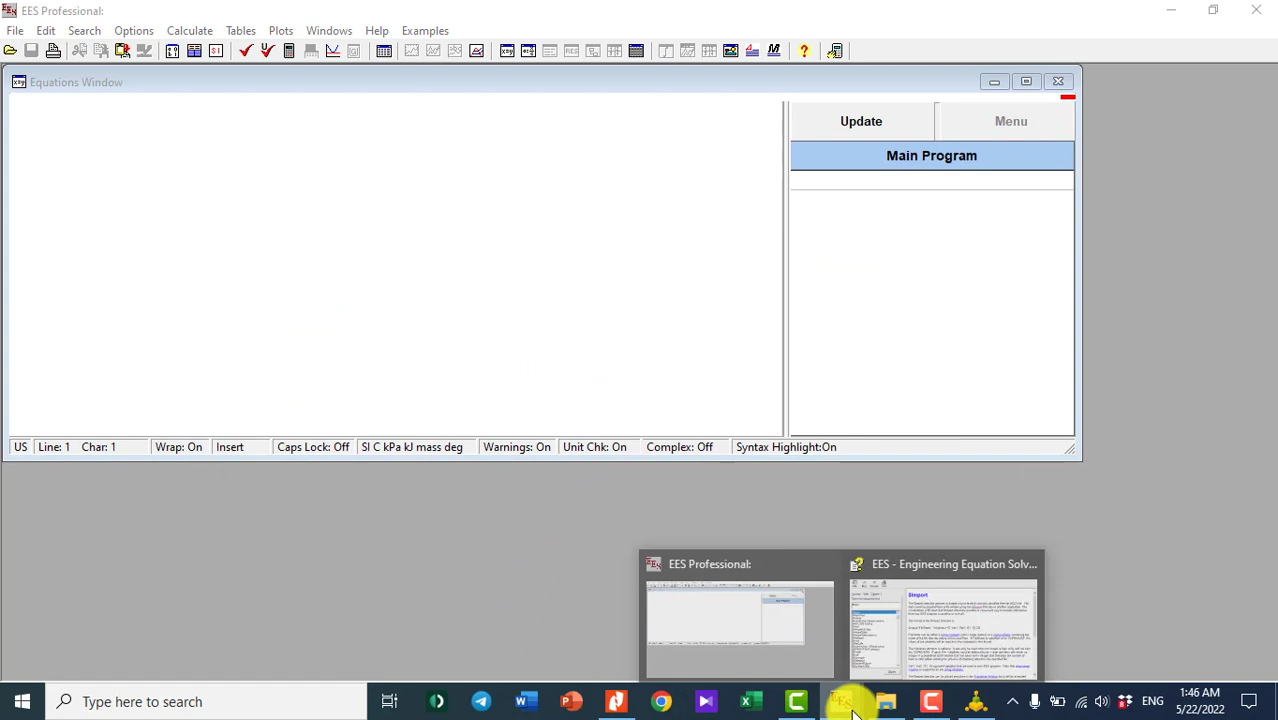 EES Professional:
File Edit Search Options Calculate Tables Plots Windows Help Examples
Equations Window
Update Menu
Main Program
US Line: 1 Char: 1 Wrap: On Insert Caps Lock: Off SI C kPa kJ mass deg Warnings: On Unit Chk: On Complex: Off Syntax Highlight:On
EES Professional: EES - Engineering Equation Solv...
$Import
Type here to search
ENG
1:46 AM
5/22/2022